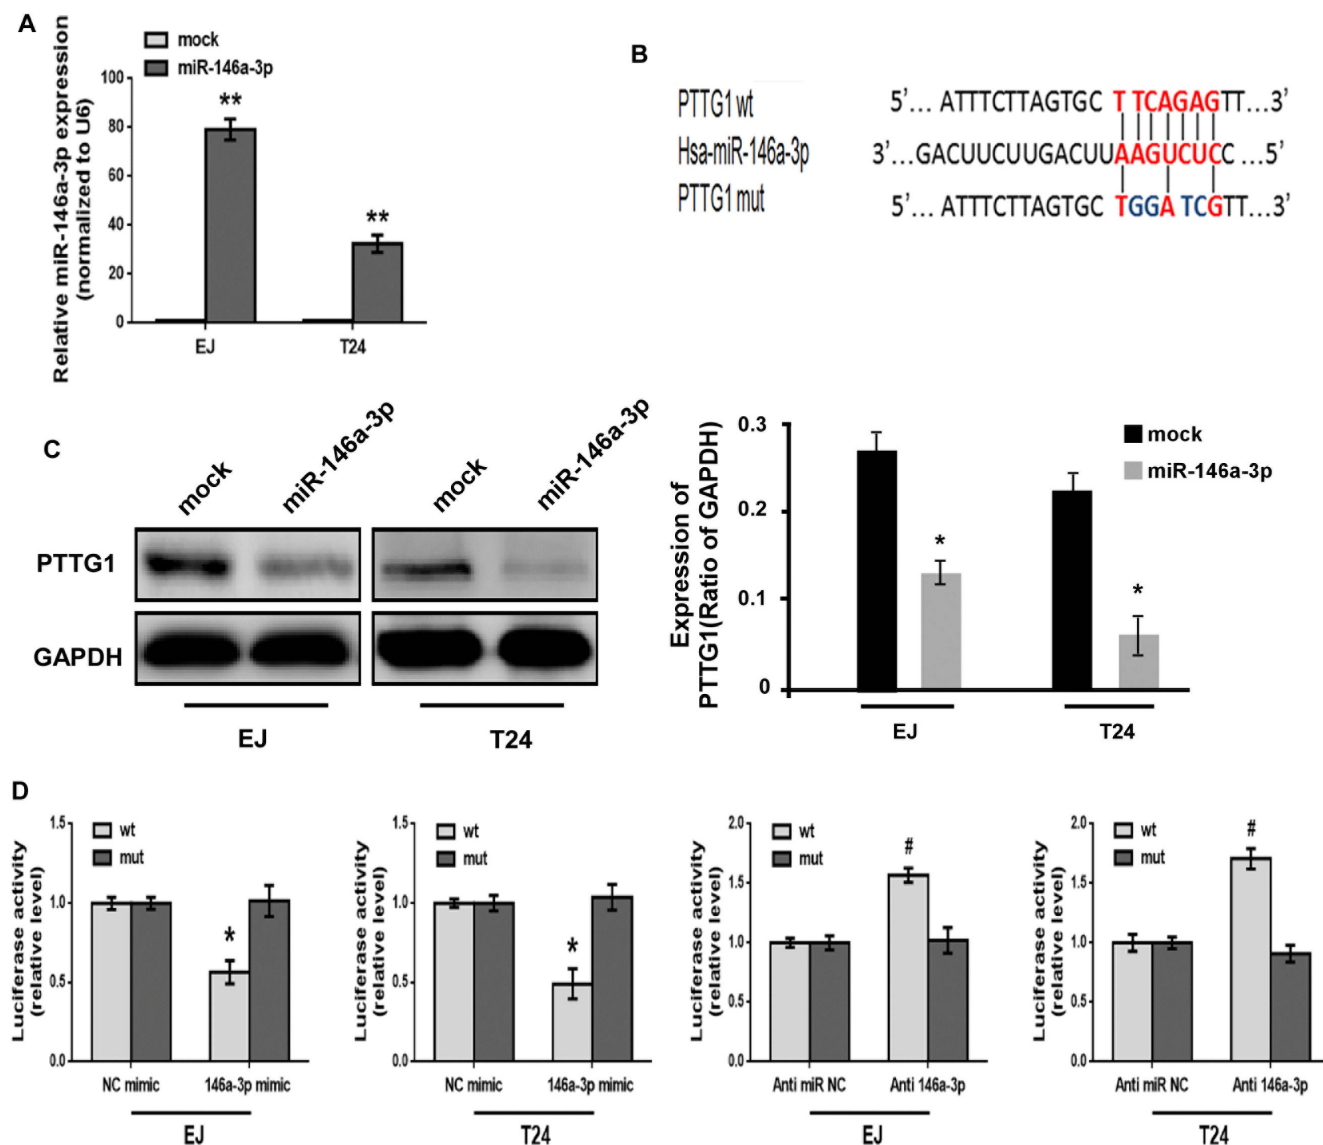 A
mock
miR-146a-3p
Relative miR-146a-3p expression
(normalized to U6)
100
80
60
40
20
0
**
**
EJ
T24
B
PTTG1 wt
5’... ATTTCTTAGTGC T TCAGAGTT...3’
Hsa-miR-146a-3p
3’...GACUUCUUGACUUAAGUCUCC ...5’
PTTG1 mut
5’... ATTTCTTAGTGC TGGA TCGTT...3’
C
mock
miR-146a-3p
mock
miR-146a-3p
PTTG1
GAPDH
EJ
T24
Expression of
PTTG1(Ratio of GAPDH)
0.3
0.2
0.1
0
mock
miR-146a-3p
*
*
EJ
T24
D
Luciferase activity
(relative level)
1.5
1.0
0.5
0.0
wt
mut
*
NC mimic
146a-3p mimic
EJ
Luciferase activity
(relative level)
1.5
1.0
0.5
0.0
wt
mut
*
NC mimic
146a-3p mimic
T24
Luciferase activity
(relative level)
2.0
1.5
1.0
0.5
0.0
wt
mut
#
Anti miR NC
Anti 146a-3p
EJ
Luciferase activity
(relative level)
2.0
1.5
1.0
0.5
0.0
wt
mut
#
Anti miR NC
Anti 146a-3p
T24